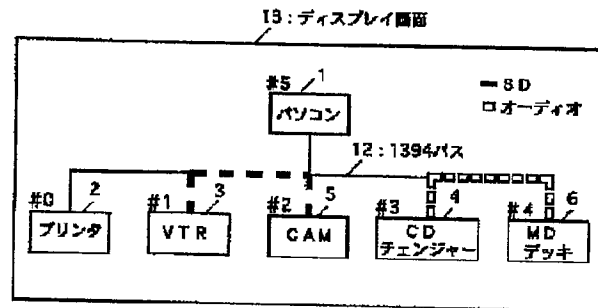 13:ディスプレイ画面
#5
1
パソコン
SD
オーディオ
12:1394バス
#0
2
プリンタ
#1
3
VTR
#2
5
CAM
#3
4
CD
チェンジャー
#4
6
MD
デッキ